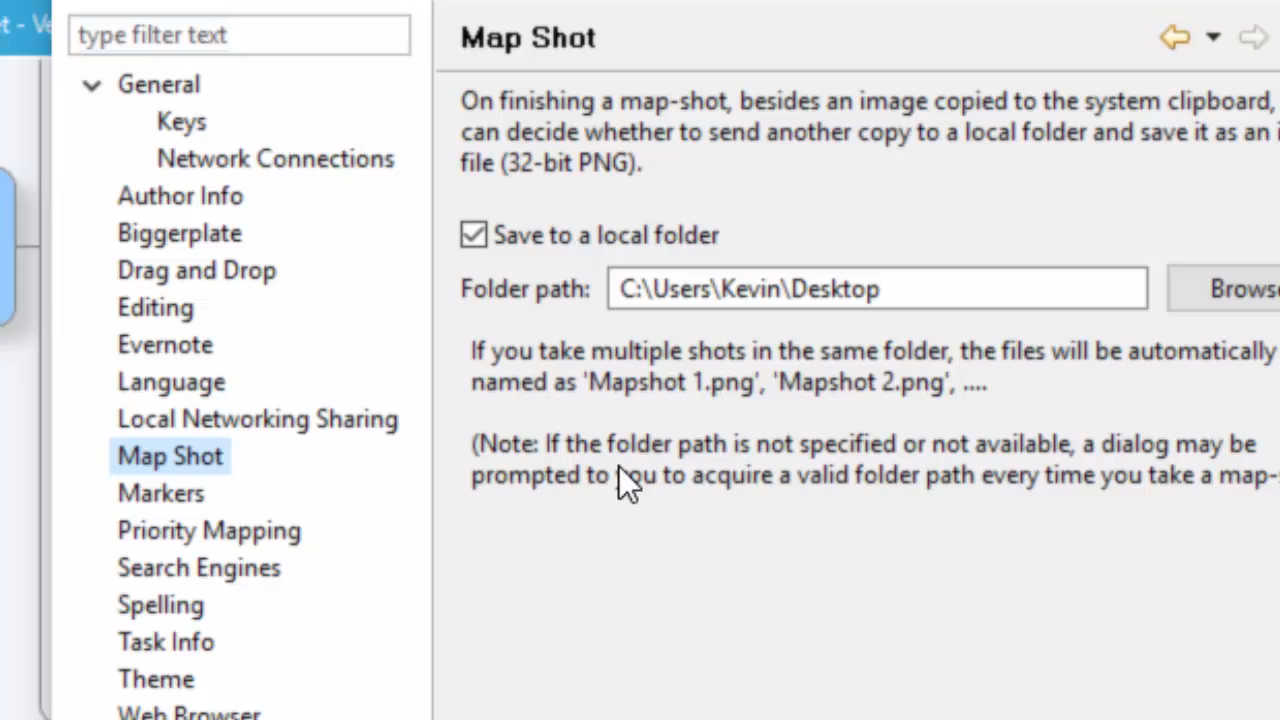 et - Ve
type filter text
General
Keys
Network Connections
Author Info
Biggerplate
Drag and Drop
Editing
Evernote
Language
Local Networking Sharing
Map Shot
Markers
Priority Mapping
Search Engines
Spelling
Task Info
Theme
Web Browser
Map Shot
On finishing a map-shot, besides an image copied to the system clipboard,
can decide whether to send another copy to a local folder and save it as an i
file (32-bit PNG).
Save to a local folder
Folder path: C:\Users\Kevin\Desktop Browse
If you take multiple shots in the same folder, the files will be automatically
named as 'Mapshot 1.png', 'Mapshot 2.png', ....
(Note: If the folder path is not specified or not available, a dialog may be
prompted to you to acquire a valid folder path every time you take a map-s